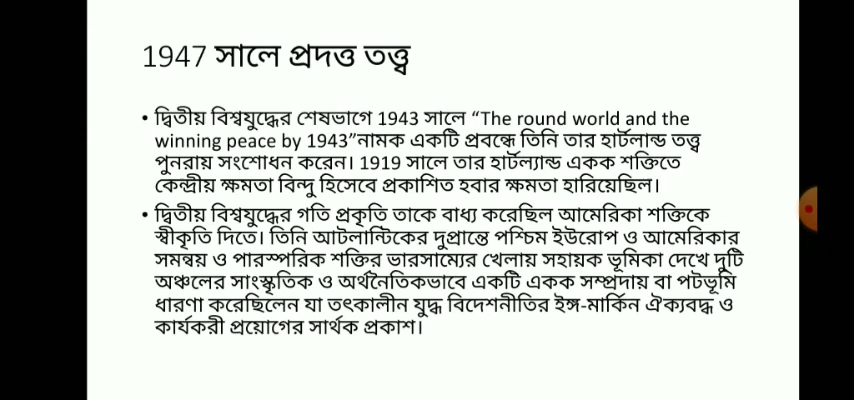 1947 সালে প্রদত্ত তত্ত্ব
• দ্বিতীয় বিশ্বযুদ্ধের শেষভাগে 1943 সালে “The round world and the
winning peace by 1943”নামক একটি প্রবন্ধে তিনি তার হার্টলান্ড তত্ত্ব
পুনরায় সংশোধন করেন। 1919 সালে তার হার্টল্যান্ড একক শক্তিতে
কেন্দ্রীয় ক্ষমতা বিন্দু হিসেবে প্রকাশিত হবার ক্ষমতা হারিয়েছিল।
• দ্বিতীয় বিশ্বযুদ্ধের গতি প্রকৃতি তাকে বাধ্য করেছিল আমেরিকা শক্তিকে
স্বীকৃতি দিতে। তিনি আটলান্টিকের দুপ্রান্তে পশ্চিম ইউরোপ ও আমেরিকার
সমন্বয় ও পারস্পরিক শক্তির ভারসাম্যের খেলায় সহায়ক ভূমিকা দেখে দুটি
অঞ্চলের সাংস্কৃতিক ও অর্থনৈতিকভাবে একটি একক সম্প্রদায় বা পটভূমি
ধারণা করেছিলেন যা তৎকালীন যুদ্ধ বিদেশনীতির ইঙ্গ-মার্কিন ঐক্যবদ্ধ ও
কার্যকরী প্রয়োগের সার্থক প্রকাশ।